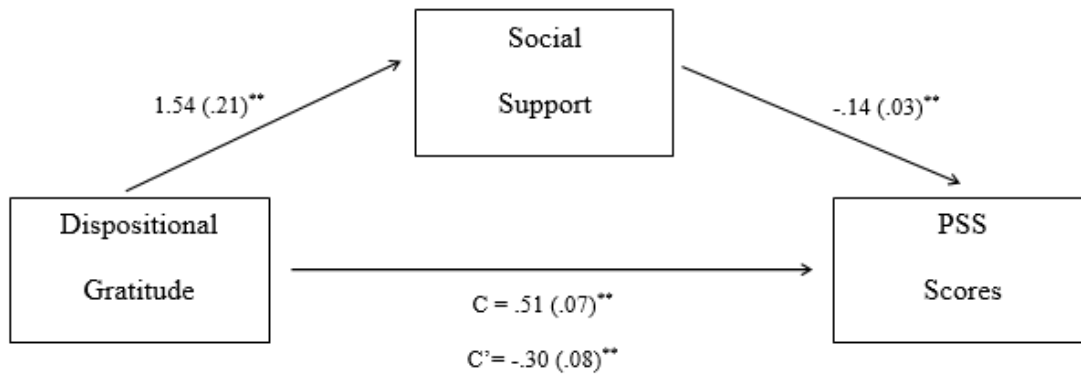 Social
Support
1.54 (.21)**
-.14 (.03)**
Dispositional
Gratitude
PSS
Scores
C = .51 (.07)**
C’= -.30 (.08)**